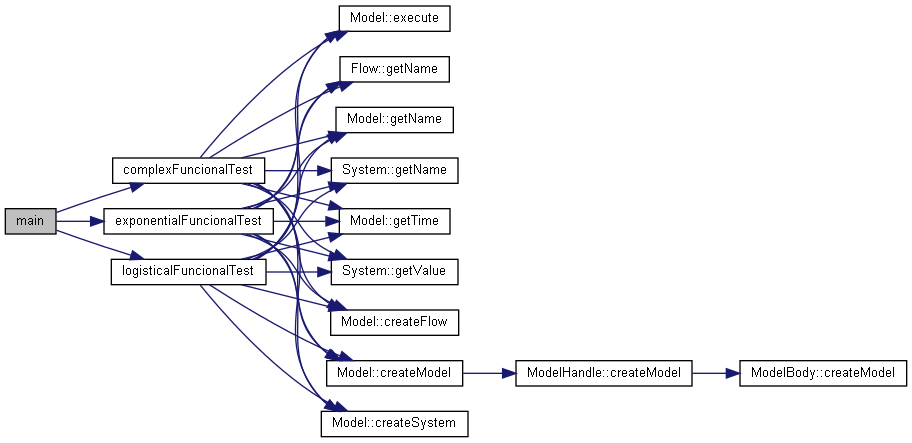 main
complexFuncionalTest
exponentialFuncionalTest
logisticalFuncionalTest
Model::execute
Flow::getName
Model::getName
System::getName
Model::getTime
System::getValue
Model::createFlow
Model::createModel
Model::createSystem
ModelHandle::createModel
ModelBody::createModel